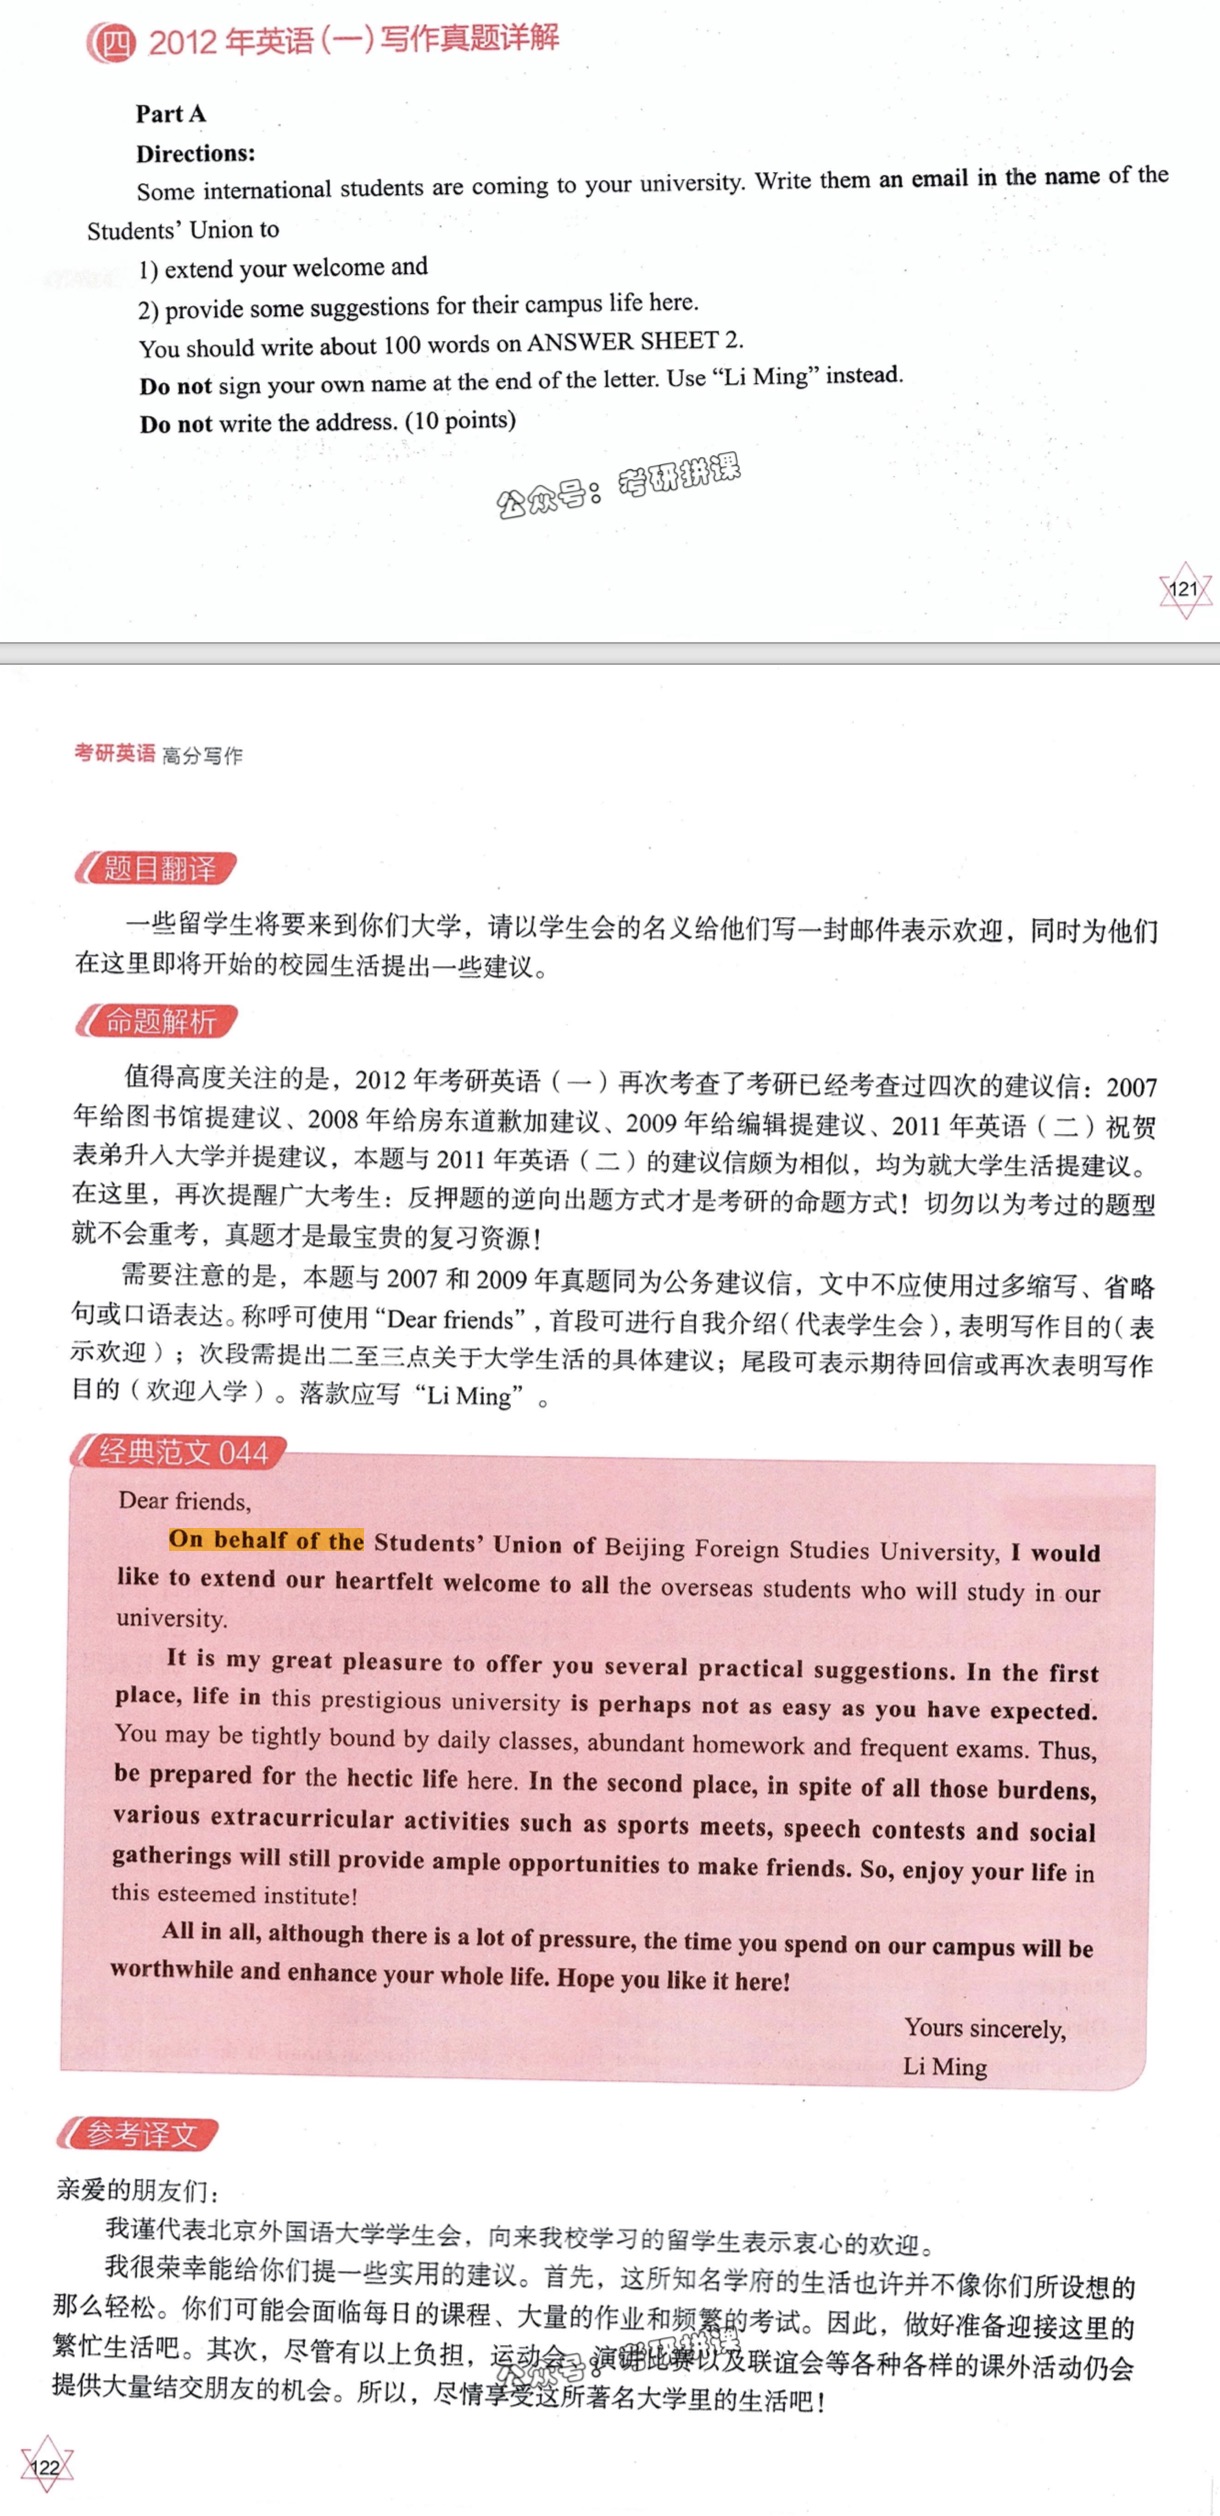 四 2012 年英语(一)写作真题详解
Part A
Directions:
Some international students are coming to your university. Write them an email in the name of the
Students' Union to
1) extend your welcome and
2) provide some suggestions for their campus life here.
You should write about 100 words on ANSWER SHEET 2.
Do not sign your own name at the end of the letter. Use “Li Ming” instead.
Do not write the address. (10 points)
公众号：考研拼课
121
考研英语 高分写作
题目翻译
一些留学生将要来到你们大学，请以学生会的名义给他们写一封邮件表示欢迎，同时为他们
在这里即将开始的校园生活提出一些建议。
命题解析
值得高度关注的是，2012 年考研英语（一）再次考查了考研已经考查过四次的建议信：2007
年给图书馆提建议、2008 年给房东道歉加建议、2009 年给编辑提建议、2011 年英语（二）祝贺
表弟升入大学并提建议，本题与 2011 年英语（二）的建议信颇为相似，均为就大学生活提建议。
在这里，再次提醒广大考生：反押题的逆向出题方式才是考研的命题方式！切勿以为考过的题型
就不会重考，真题才是最宝贵的复习资源！
需要注意的是，本题与 2007 和 2009 年真题同为公务建议信，文中不应使用过多缩写、省略
句或口语表达。称呼可使用“Dear friends”，首段可进行自我介绍（代表学生会），表明写作目的（表
示欢迎）；次段需提出二至三点关于大学生活的具体建议；尾段可表示期待回信或再次表明写作
目的（欢迎入学）。落款应写“Li Ming”。
经典范文 044
Dear friends,
On behalf of the Students' Union of Beijing Foreign Studies University, I would
like to extend our heartfelt welcome to all the overseas students who will study in our
university.
It is my great pleasure to offer you several practical suggestions. In the first
place, life in this prestigious university is perhaps not as easy as you have expected.
You may be tightly bound by daily classes, abundant homework and frequent exams. Thus,
be prepared for the hectic life here. In the second place, in spite of all those burdens,
various extracurricular activities such as sports meets, speech contests and social
gatherings will still provide ample opportunities to make friends. So, enjoy your life in
this esteemed institute!
All in all, although there is a lot of pressure, the time you spend on our campus will be
worthwhile and enhance your whole life. Hope you like it here!
Yours sincerely,
Li Ming
参考译文
亲爱的朋友们：
我谨代表北京外国语大学学生会，向来我校学习的留学生表示衷心的欢迎。
我很荣幸能给你们提一些实用的建议。首先，这所知名学府的生活也许并不像你们所设想的
那么轻松。你们可能会面临每日的课程、大量的作业和频繁的考试。因此，做好准备迎接这里的
繁忙生活吧。其次，尽管有以上负担，运动会、演讲比赛以及联谊会等各种各样的课外活动仍会
提供大量结交朋友的机会。所以，尽情享受这所著名大学里的生活吧！
公众号：考研拼课
122